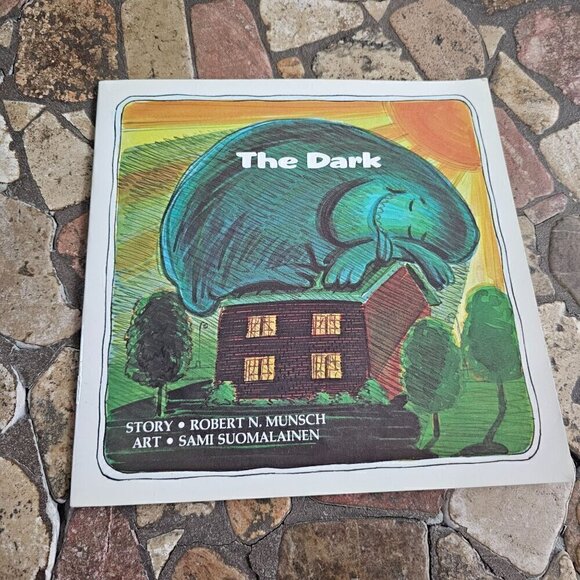 The Dark
STORY • ROBERT N. MUNSCH
ART • SAMI SUOMALAINEN